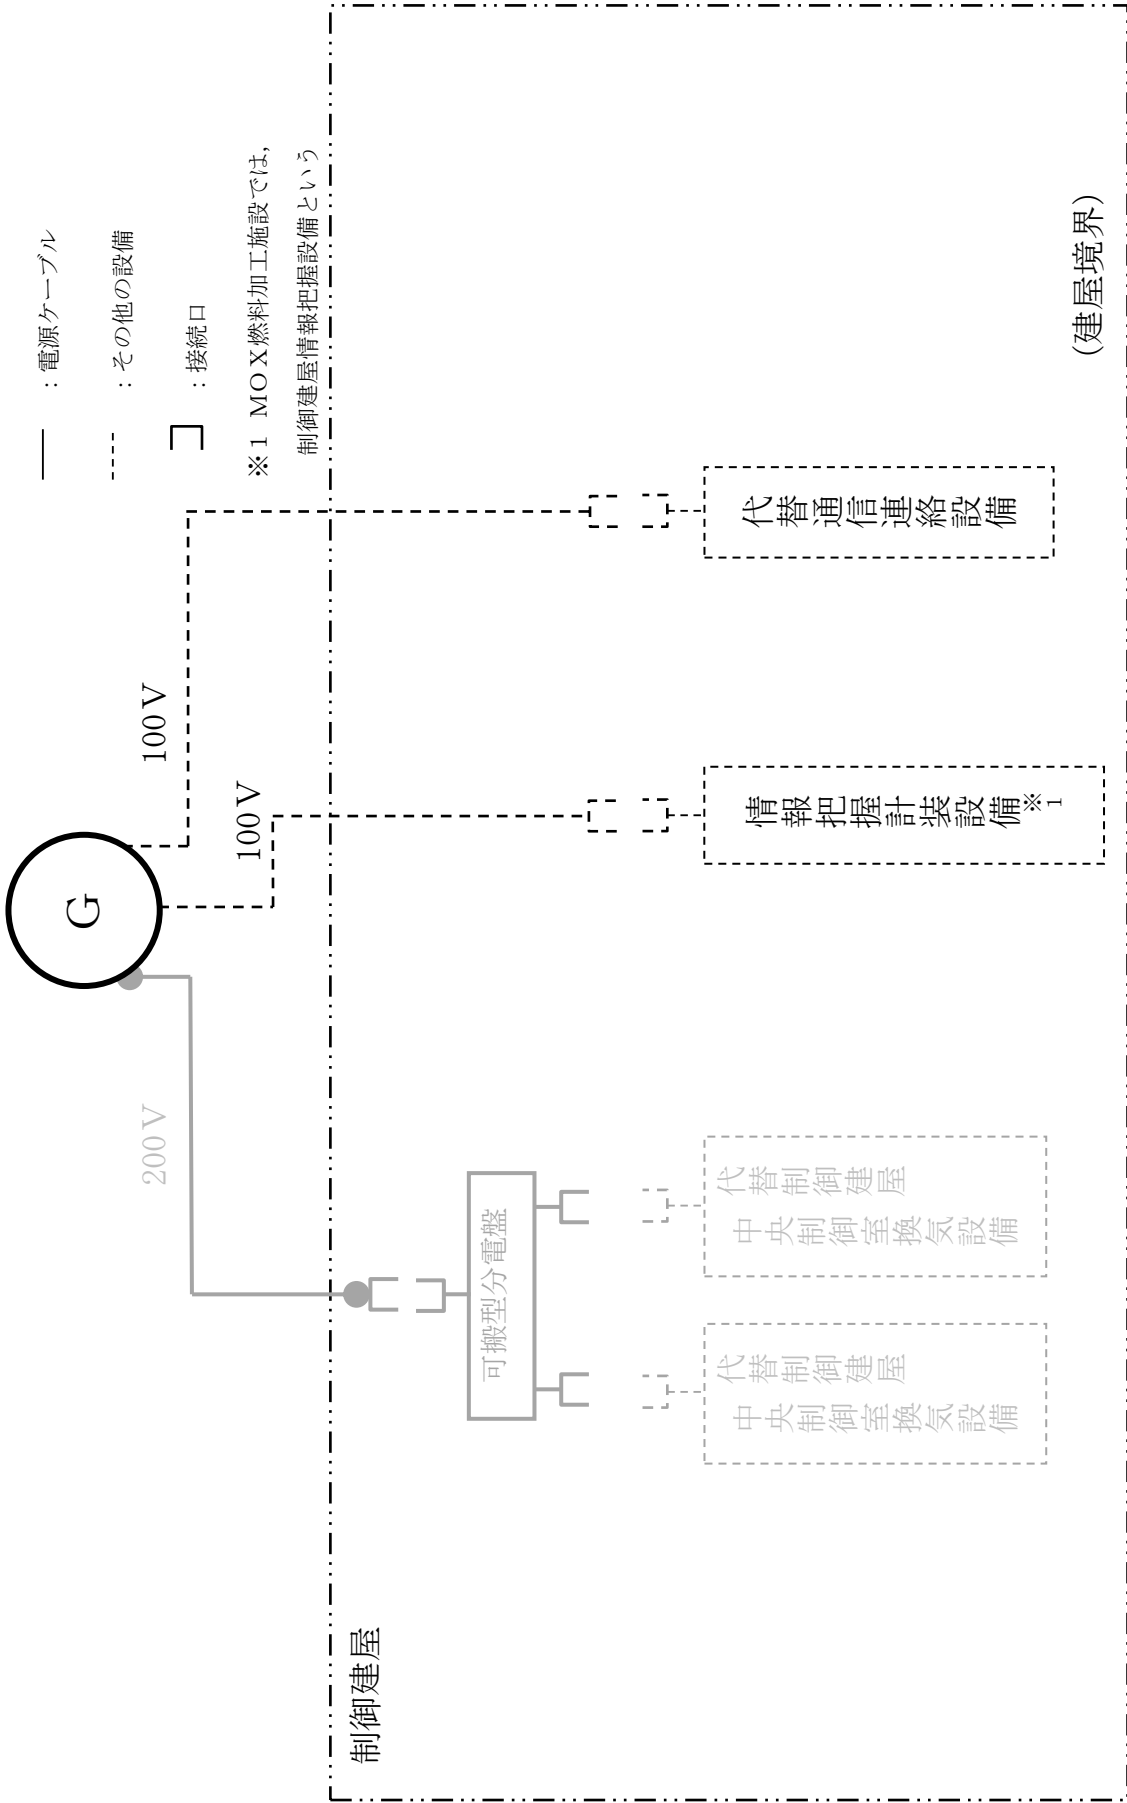 ：電源ケーブル
：その他の設備
：接続口
※１ ＭＯＸ燃料加工施設では，
制御建屋情報把握設備という
G
200Ｖ
100Ｖ
100Ｖ
制御建屋
可搬型分電盤
代替制御建屋
中央制御室換気設備
代替制御建屋
中央制御室換気設備
情報把握計装設備※1
代替通信連絡設備
(建屋境界)